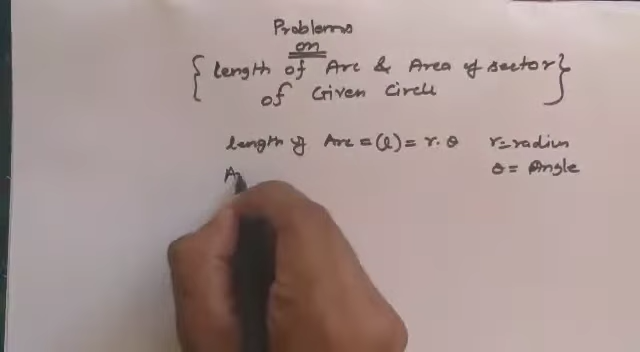 Problems
on
{ length of Arc & Area of sector }
of Given Circle
length of Arc = (l) = r. θ r = radius
θ = Angle
A